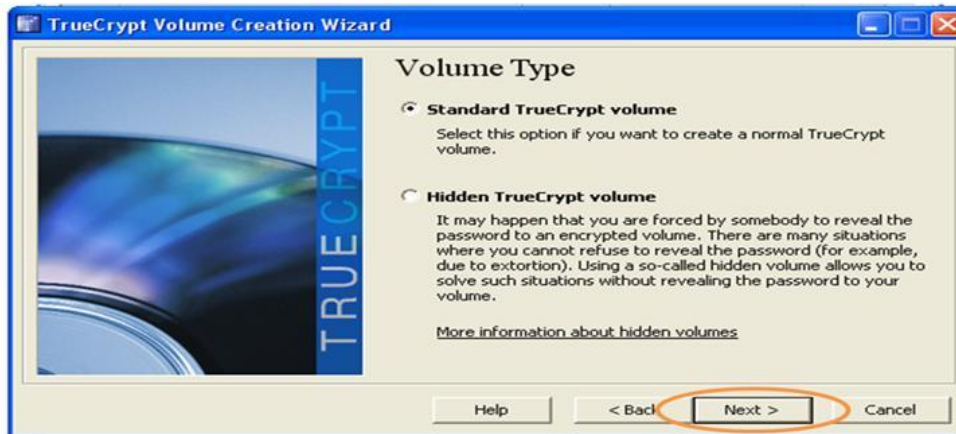 TrueCrypt Volume Creation Wizard
TRUECRYPT
Volume Type
Standard TrueCrypt volume
Select this option if you want to create a normal TrueCrypt
volume.
Hidden TrueCrypt volume
It may happen that you are forced by somebody to reveal the
password to an encrypted volume. There are many situations
where you cannot refuse to reveal the password (for example,
due to extortion). Using a so-called hidden volume allows you to
solve such situations without revealing the password to your
volume.
More information about hidden volumes
Help
< Back
Next >
Cancel